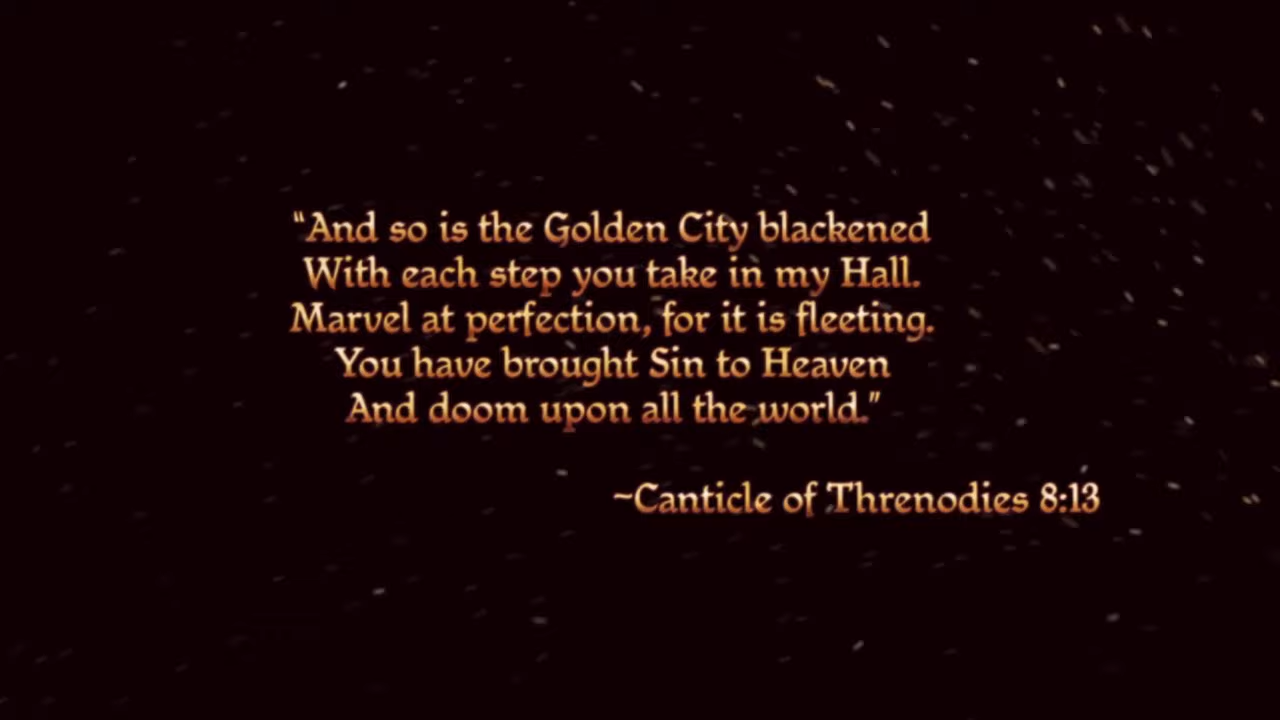 “And so is the Golden City blackened
With each step you take in my Hall.
Marvel at perfection, for it is fleeting.
You have brought Sin to Heaven
And doom upon all the world.”
~Canticle of Threnodies 8:13